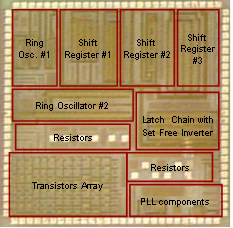 Ring
Osc. #1
Shift
Register #1
Shift
Register #2
Shift
Register
#3
Ring Oscillator #2
Latch Chain with
Set Free Inverter
Resistors
Transistors Array
Resistors
PLL components